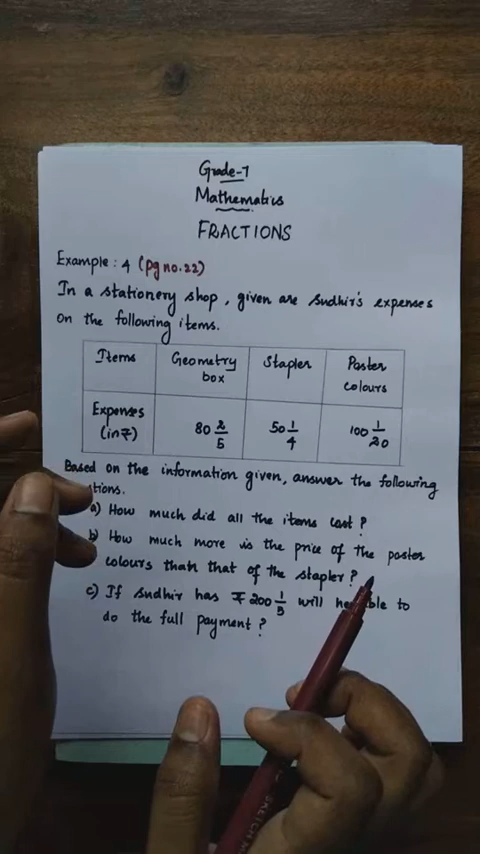 Grade-7
Mathematics
FRACTIONS
Example: 4 (Pg no.22)
In a stationery shop, given are Sudhir's expenses
on the following items.
Items Geometry box Stapler Poster colours
Expenses (in ₹) 80 2/5 50 1/4 100 1/20
Based on the information given, answer the following
a) How much did all the items cost?
b) How much more is the price of the poster
colours than that of the stapler?
c) If Sudhir has ₹ 200 1/5 will he to
do the full payment?